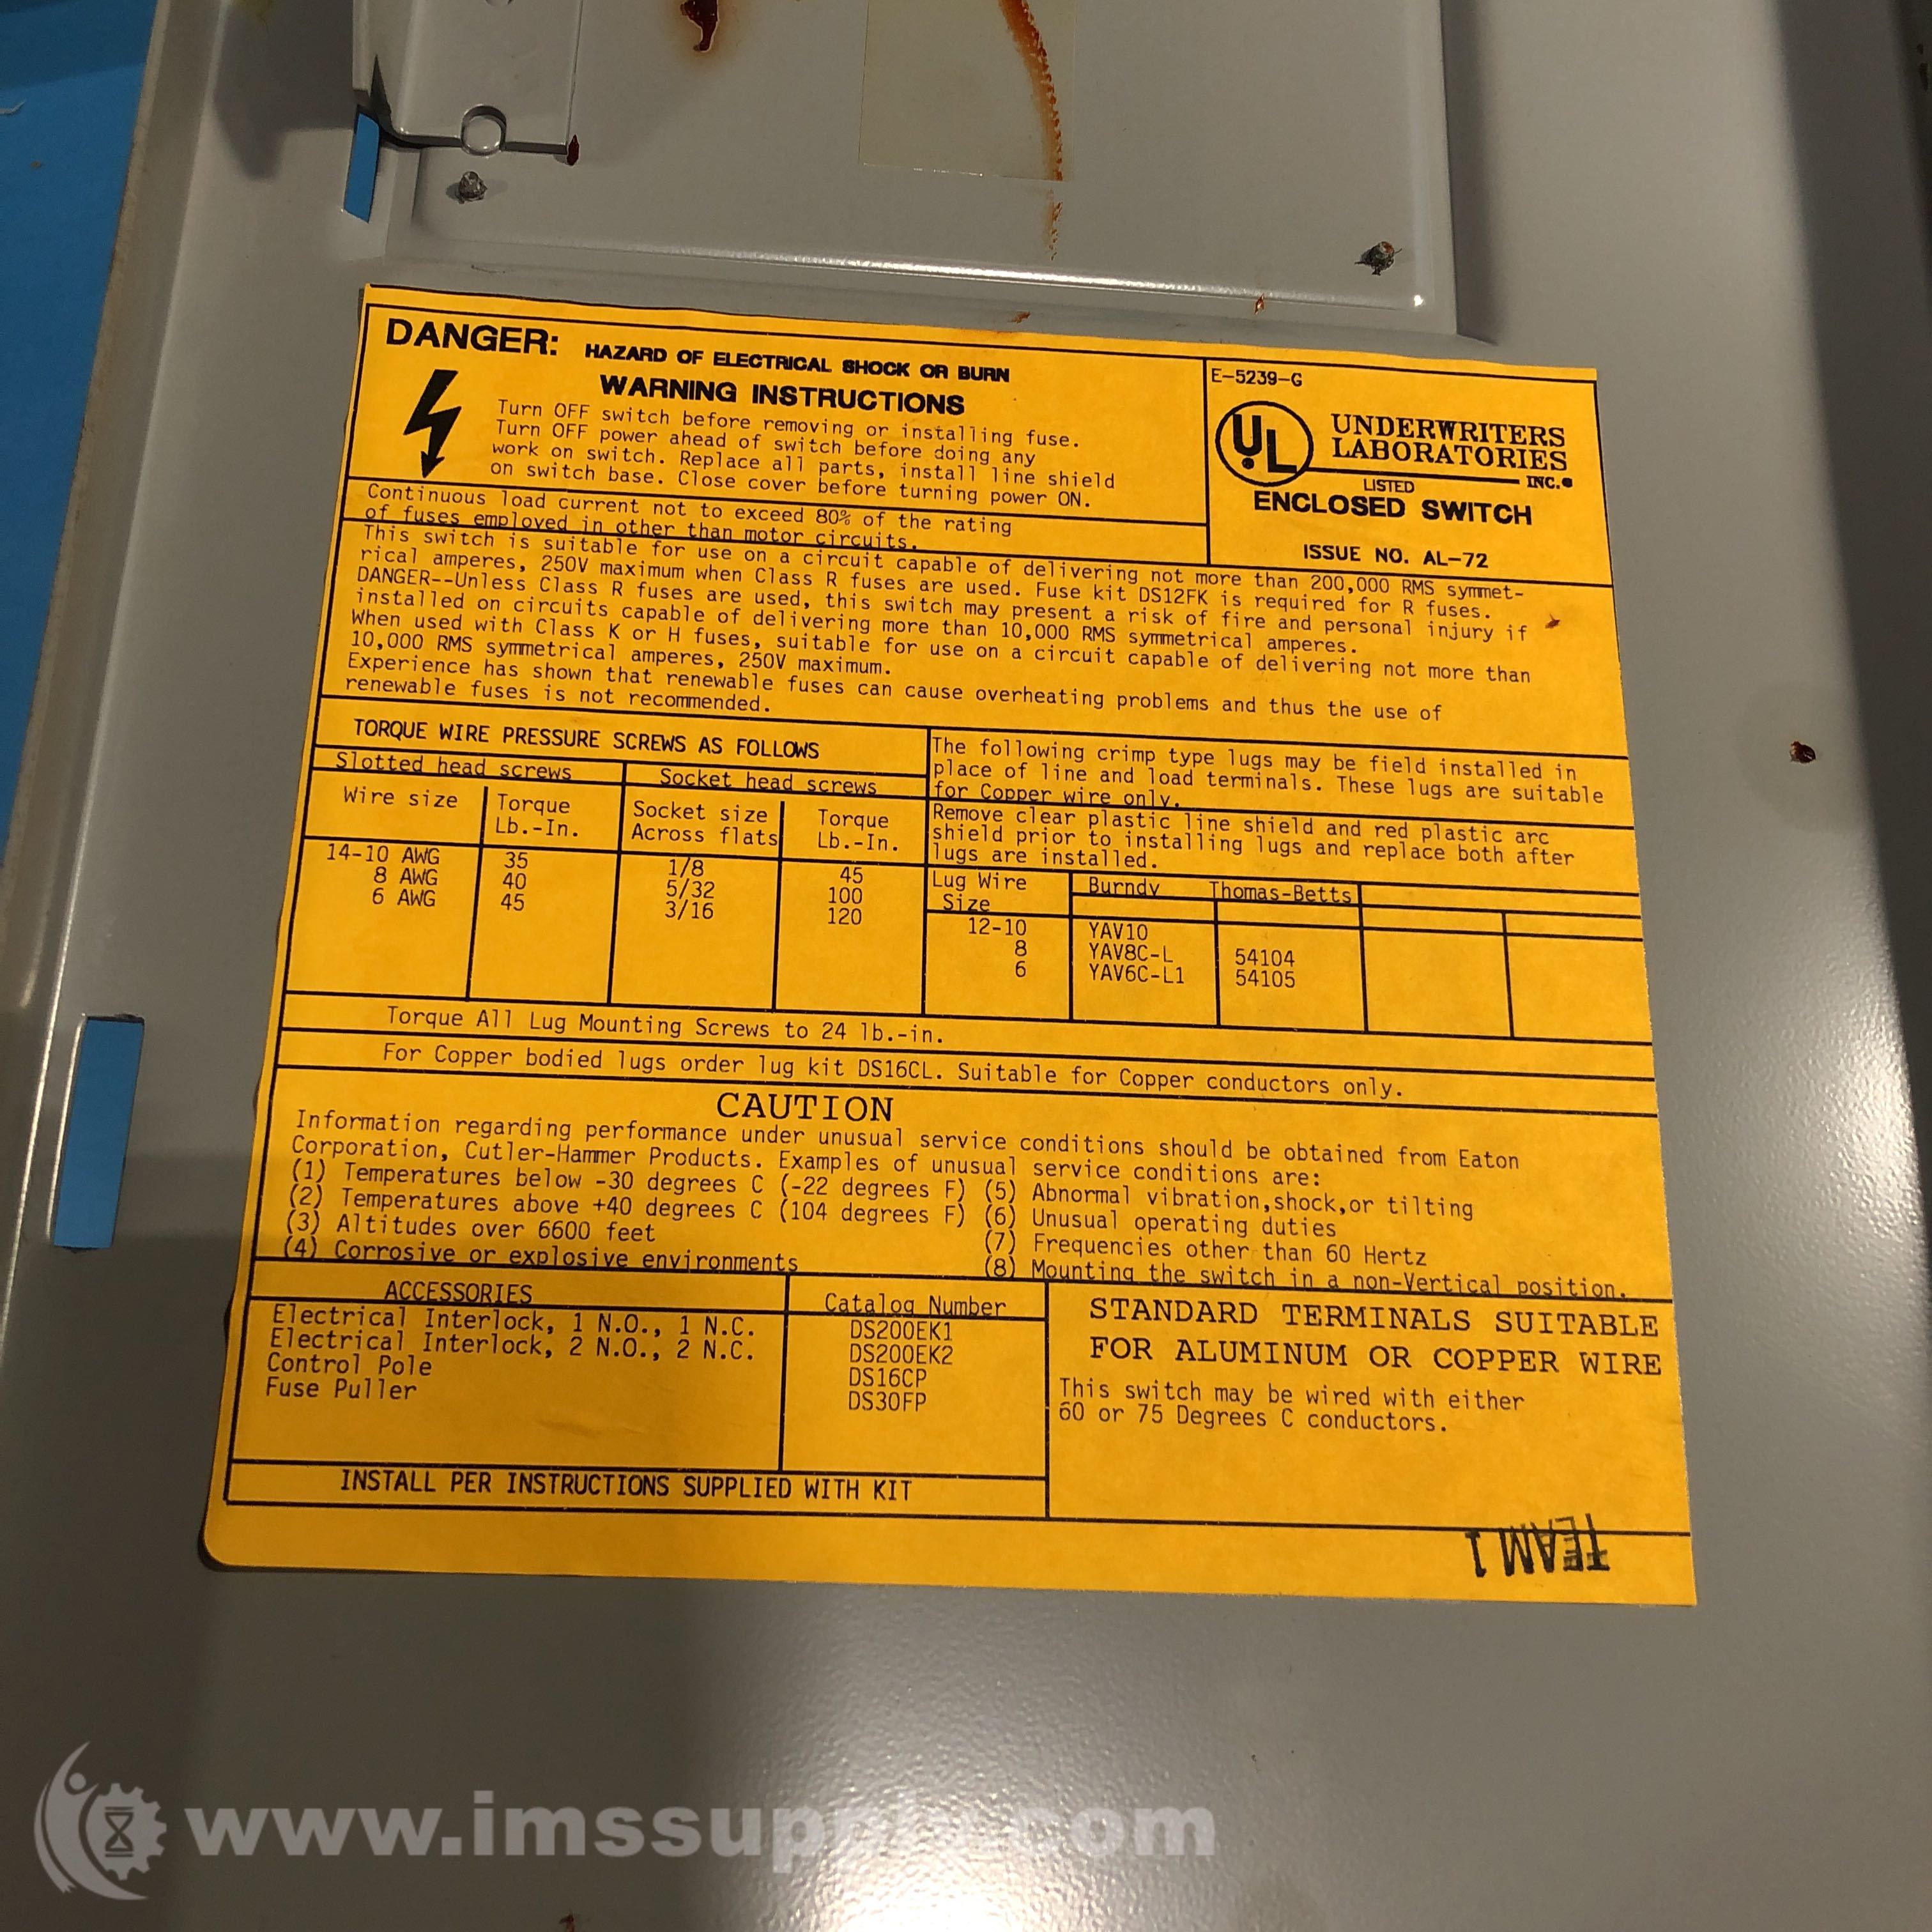 DANGER: HAZARD OF ELECTRICAL SHOCK OR BURN
WARNING INSTRUCTIONS
Turn OFF switch before removing or installing fuse.
Turn OFF power ahead of switch before doing any
work on switch. Replace all parts, install line shield
on switch base. Close cover before turning power ON.
E-5239-G
UL
UNDERWRITERS
LABORATORIES
INC.®
LISTED
ENCLOSED SWITCH
ISSUE NO. AL-72
Continuous load current not to exceed 80% of the rating
of fuses employed in other than motor circuits.
This switch is suitable for use on a circuit capable of delivering not more than 200,000 RMS symmet-
rical amperes, 250V maximum when Class R fuses are used. Fuse kit DS12FK is required for R fuses.
DANGER--Unless Class R fuses are used, this switch may present a risk of fire and personal injury if
installed on circuits capable of delivering more than 10,000 RMS symmetrical amperes.
When used with Class K or H fuses, suitable for use on a circuit capable of delivering not more than
10,000 RMS symmetrical amperes, 250V maximum.
Experience has shown that renewable fuses can cause overheating problems and thus the use of
renewable fuses is not recommended.
TORQUE WIRE PRESSURE SCREWS AS FOLLOWS
Slotted head screws Socket head screws
Wire size Torque Lb.-In. Socket size Across flats Torque Lb.-In.
14-10 AWG 35 1/8 45
8 AWG 40 5/32 100
6 AWG 45 3/16 120
The following crimp type lugs may be field installed in
place of line and load terminals. These lugs are suitable
for Copper wire only.
Remove clear plastic line shield and red plastic arc
shield prior to installing lugs and replace both after
lugs are installed.
Lug Wire Size Burndy Thomas-Betts
12-10 YAV10
8 YAV8C-L 54104
6 YAV6C-L1 54105
Torque All Lug Mounting Screws to 24 lb.-in.
For Copper bodied lugs order lug kit DS16CL. Suitable for Copper conductors only.
CAUTION
Information regarding performance under unusual service conditions should be obtained from Eaton
Corporation, Cutler-Hammer Products. Examples of unusual service conditions are:
(1) Temperatures below -30 degrees C (-22 degrees F) (5) Abnormal vibration,shock,or tilting
(2) Temperatures above +40 degrees C (104 degrees F) (6) Unusual operating duties
(3) Altitudes over 6600 feet (7) Frequencies other than 60 Hertz
(4) Corrosive or explosive environments (8) Mounting the switch in a non-Vertical position.
ACCESSORIES Catalog Number
Electrical Interlock, 1 N.O., 1 N.C. DS200EK1
Electrical Interlock, 2 N.O., 2 N.C. DS200EK2
Control Pole DS16CP
Fuse Puller DS30FP
INSTALL PER INSTRUCTIONS SUPPLIED WITH KIT
STANDARD TERMINALS SUITABLE
FOR ALUMINUM OR COPPER WIRE
This switch may be wired with either
60 or 75 Degrees C conductors.
TEAM 1
www.imssupply.com